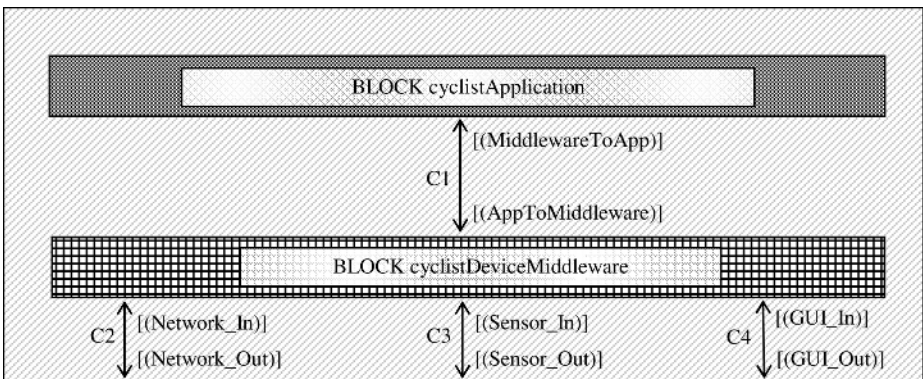 BLOCK cyclistApplication
[(MiddlewareToApp)]
C1
[(AppToMiddleware)]
BLOCK cyclistDeviceMiddleware
C2 [(Network_In)] C3 [(Sensor_In)] C4 [(GUI_In)]
[(Network_Out)] [(Sensor_Out)] [(GUI_Out)]